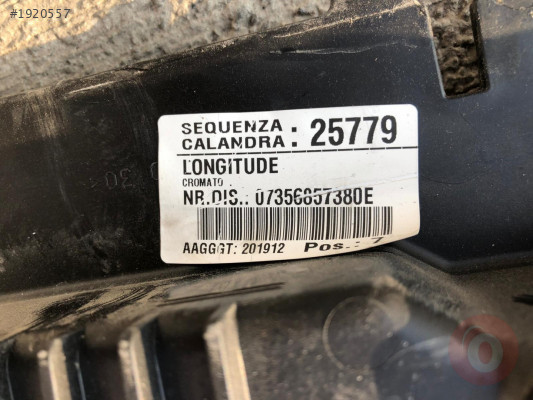 #1920557
SEQUENZA
CALANDRA : 25779
LONGITUDE
CROMATO
NR.DIS.: 07356857380E
AAGGGT: 201912 Pos.: 7